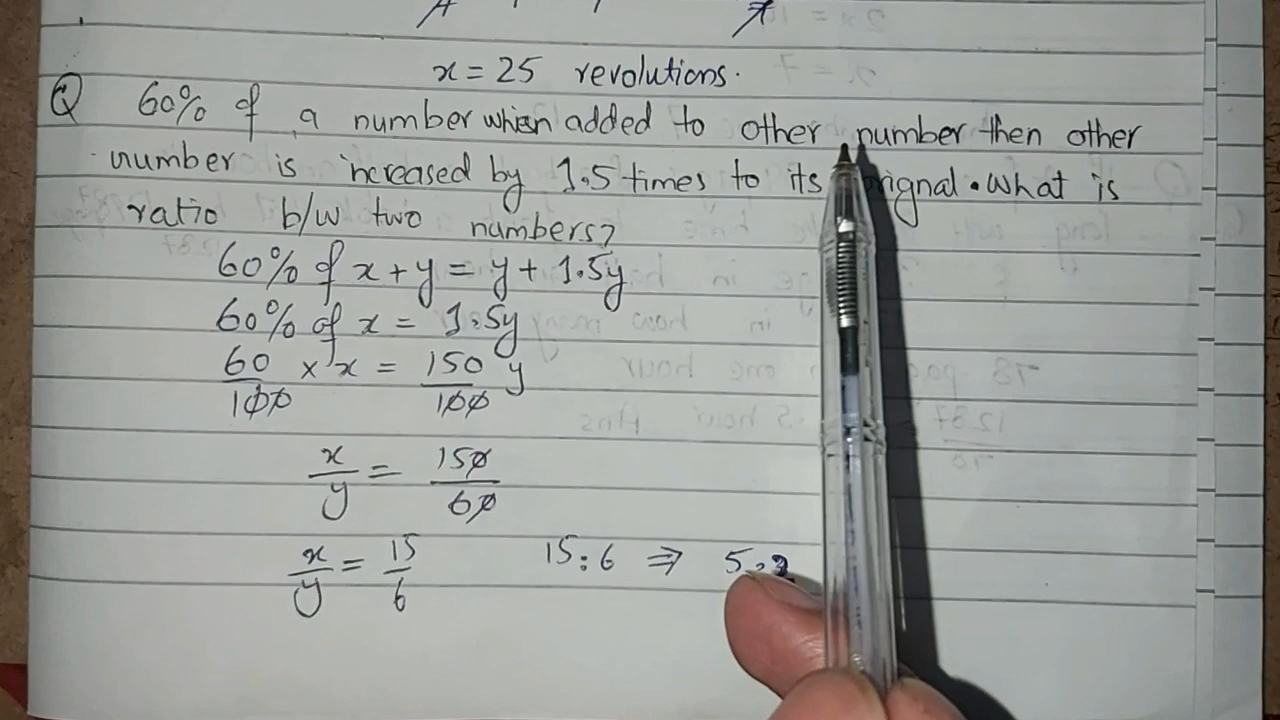 x = 25 revolutions.
Q 60% of a number when added to other number then other
number is increased by 1.5 times to its orignal. What is
ratio b/w two numbers?
60% of x + y = y + 1.5y
60% of x = 1.5y
60/100 × x = 150/100 y
x/y = 150/60
x/y = 15/6 15:6 ⇒ 5:2